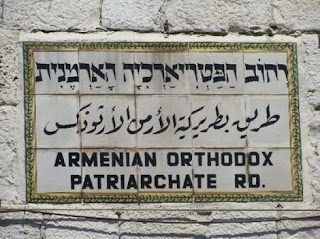 רחוב הפטריארכיה הארמנית
طريق بطريركية الأرمن الأرثوذكس
ARMENIAN ORTHODOX
PATRIARCHATE RD.